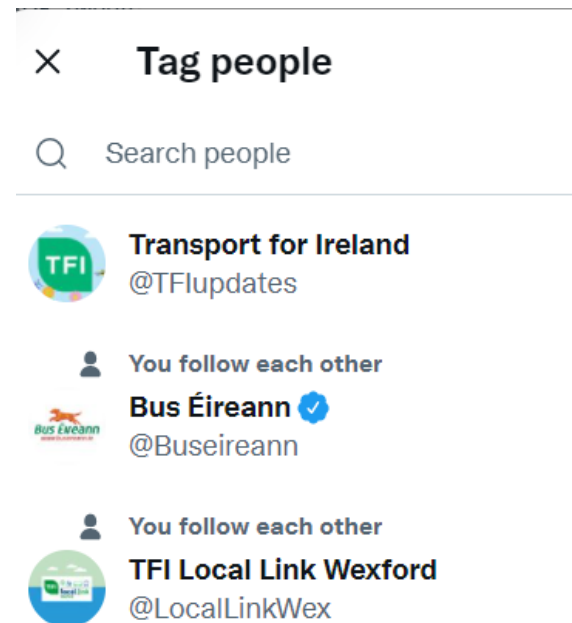 Tag people
Search people
TFI
Transport for Ireland
@TFIupdates
You follow each other
Bus Éireann
Bus Éireann
@Buseireann
You follow each other
TFI Local Link Wexford
@LocalLinkWex